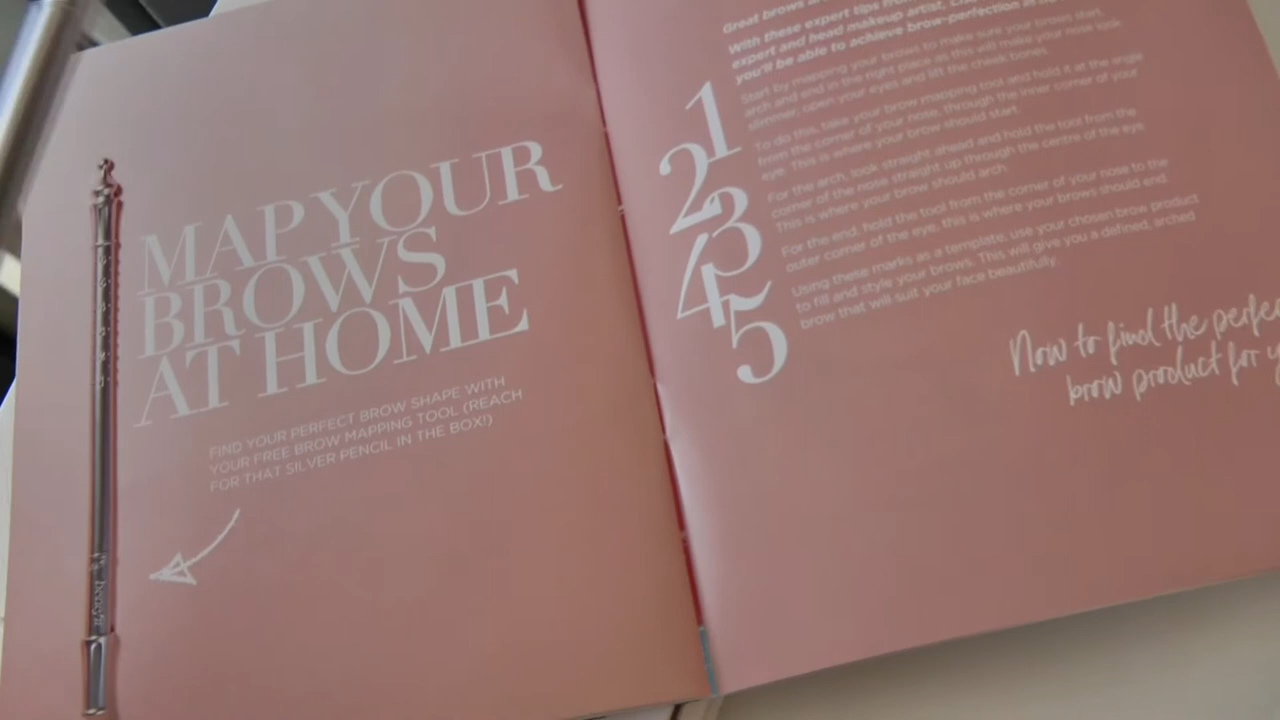 MAP YOUR
BROWS
AT HOME
FIND YOUR PERFECT BROW SHAPE WITH
YOUR FREE BROW MAPPING TOOL (REACH
FOR THAT SILVER PENCIL IN THE BOX!)
benefit
Great brows
With these expert tips from
expert and head makeup artist,
you'll be able to achieve brow-perfection
1
Start by mapping your brows to make sure your brows start,
arch and end in the right place as this will make your nose look
slimmer, open your eyes and lift the cheek bones.
2
To do this, take your brow mapping tool and hold it at the angle
from the corner of your nose, through the inner corner of your
eye. This is where your brow should start.
3
For the arch, look straight ahead and hold the tool from the
corner of the nose straight up through the centre of the eye.
This is where your brow should arch.
4
For the end, hold the tool from the corner of your nose to the
outer corner of the eye, this is where your brows should end.
5
Using these marks as a template, use your chosen brow product
to fill and style your brows. This will give you a defined, arched
brow that will suit your face beautifully.
Now to find the perfec
brow product for y